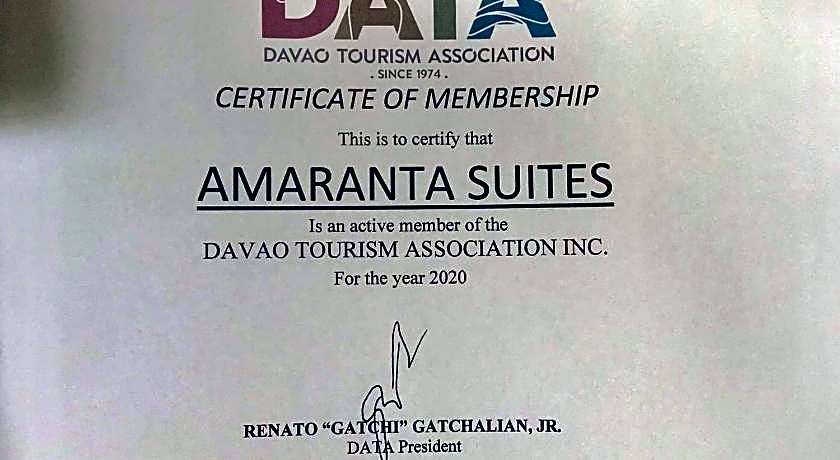 DATA
DAVAO TOURISM ASSOCIATION
. SINCE 1974 .
CERTIFICATE OF MEMBERSHIP
This is to certify that
AMARANTA SUITES
Is an active member of the
DAVAO TOURISM ASSOCIATION INC.
For the year 2020
RENATO “GATCHI” GATCHALIAN, JR.
DATA President